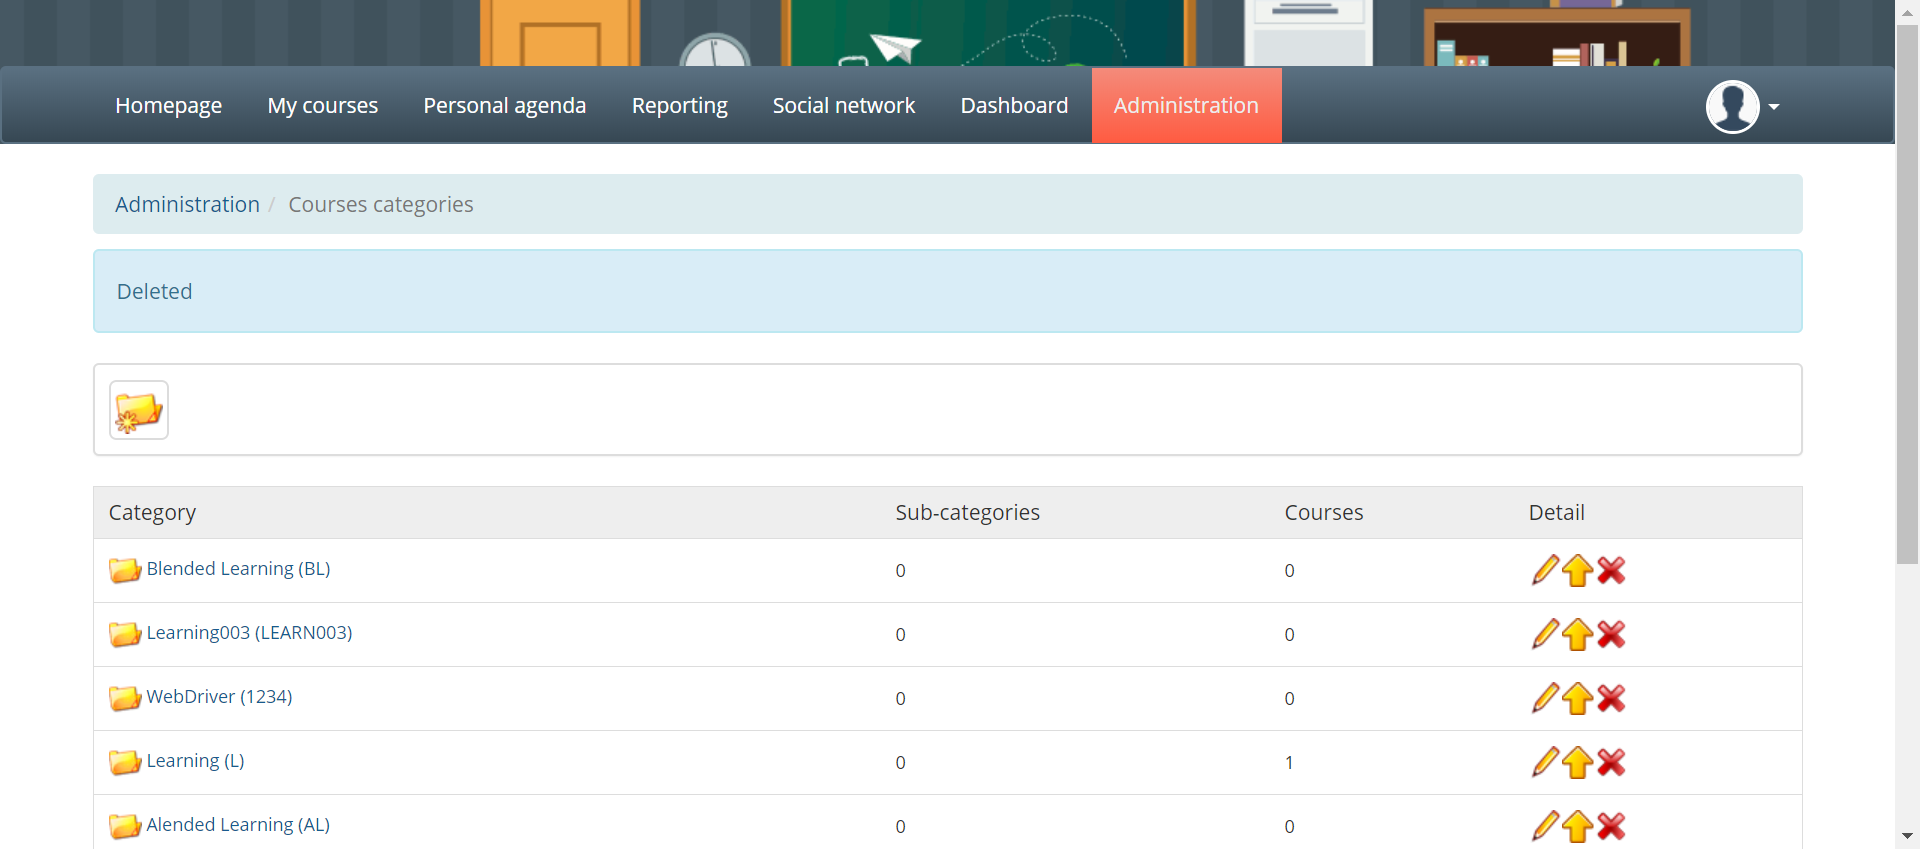 Homepage My courses Personal agenda Reporting Social network Dashboard Administration
Administration / Courses categories
Deleted
Category Sub-categories Courses Detail
Blended Learning (BL) 0 0
Learning003 (LEARN003) 0 0
WebDriver (1234) 0 0
Learning (L) 0 1
Alended Learning (AL) 0 0